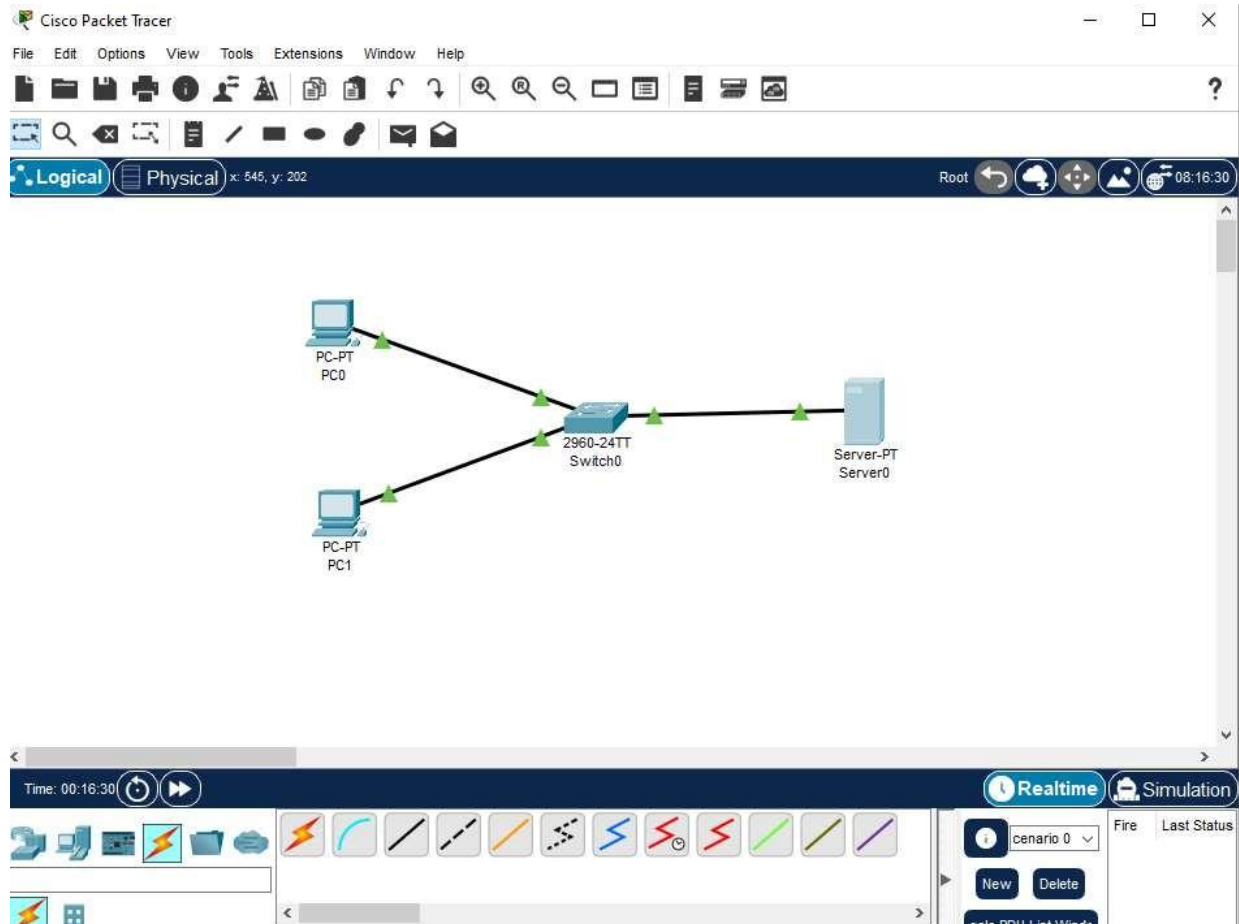 Cisco Packet Tracer
File Edit Options View Tools Extensions Window Help
?
Logical Physical x: 545, y: 202 Root 08:16:30
PC-PT
PC0
2960-24TT
Switch0
Server-PT
Server0
PC-PT
PC1
Time: 00:16:30 Realtime Simulation
cenario 0 Fire Last Status
New Delete
PDU List